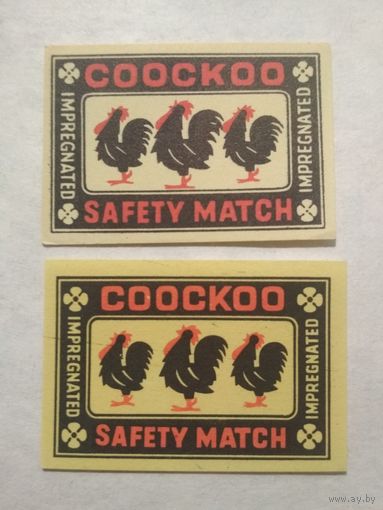 COOCKOO
IMPREGNATED
IMPREGNATED
SAFETY MATCH
COOCKOO
IMPREGNATED
IMPREGNATED
SAFETY MATCH
www.ay.by